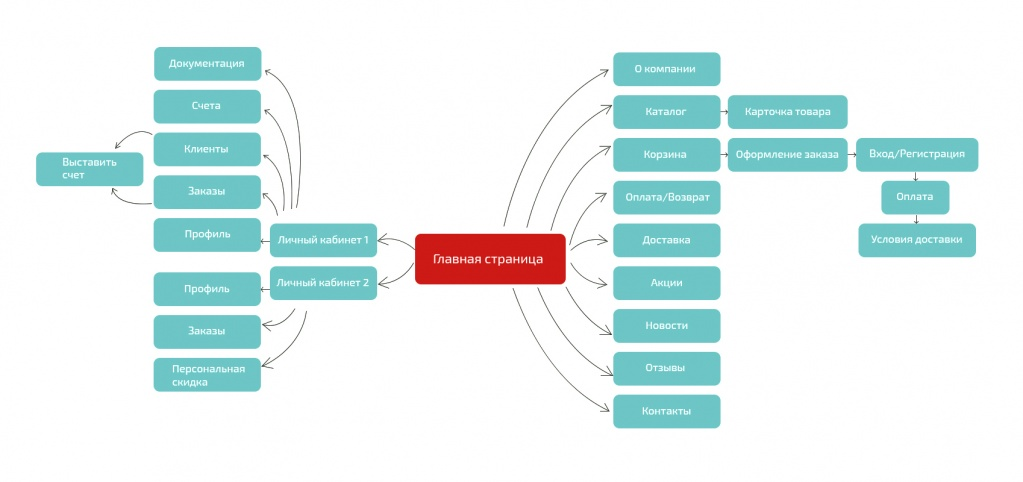 Документация
Счета
Клиенты
Выставить
счет
Заказы
Профиль
Личный кабинет 1
Личный кабинет 2
Профиль
Заказы
Персональная
скидка
Главная страница
О компании
Каталог
Карточка товара
Корзина
Оформление заказа
Вход/Регистрация
Оплата
Условия доставки
Оплата/Возврат
Доставка
Акции
Новости
Отзывы
Контакты